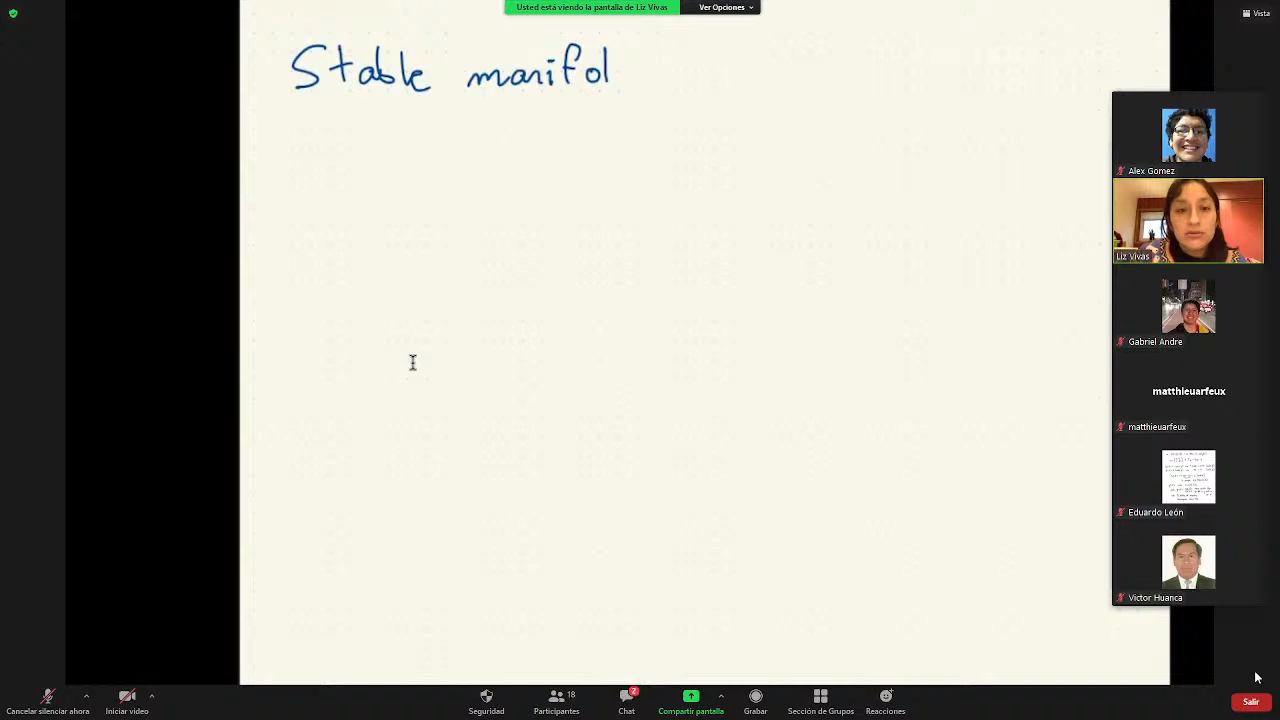 Usted está viendo la pantalla de Liz Vivas
Ver Opciones
Vista
Stable manifol
Alex Gomez
Liz Vivas
Gabriel Andre
matthieuarfeux
matthieuarfeux
Eduardo León
Victor Huanca
Cancelar silenciar ahora
Iniciar video
Seguridad
18
Participantes
2
Chat
Compartir pantalla
Grabar
Sección de Grupos
Reacciones
Salir